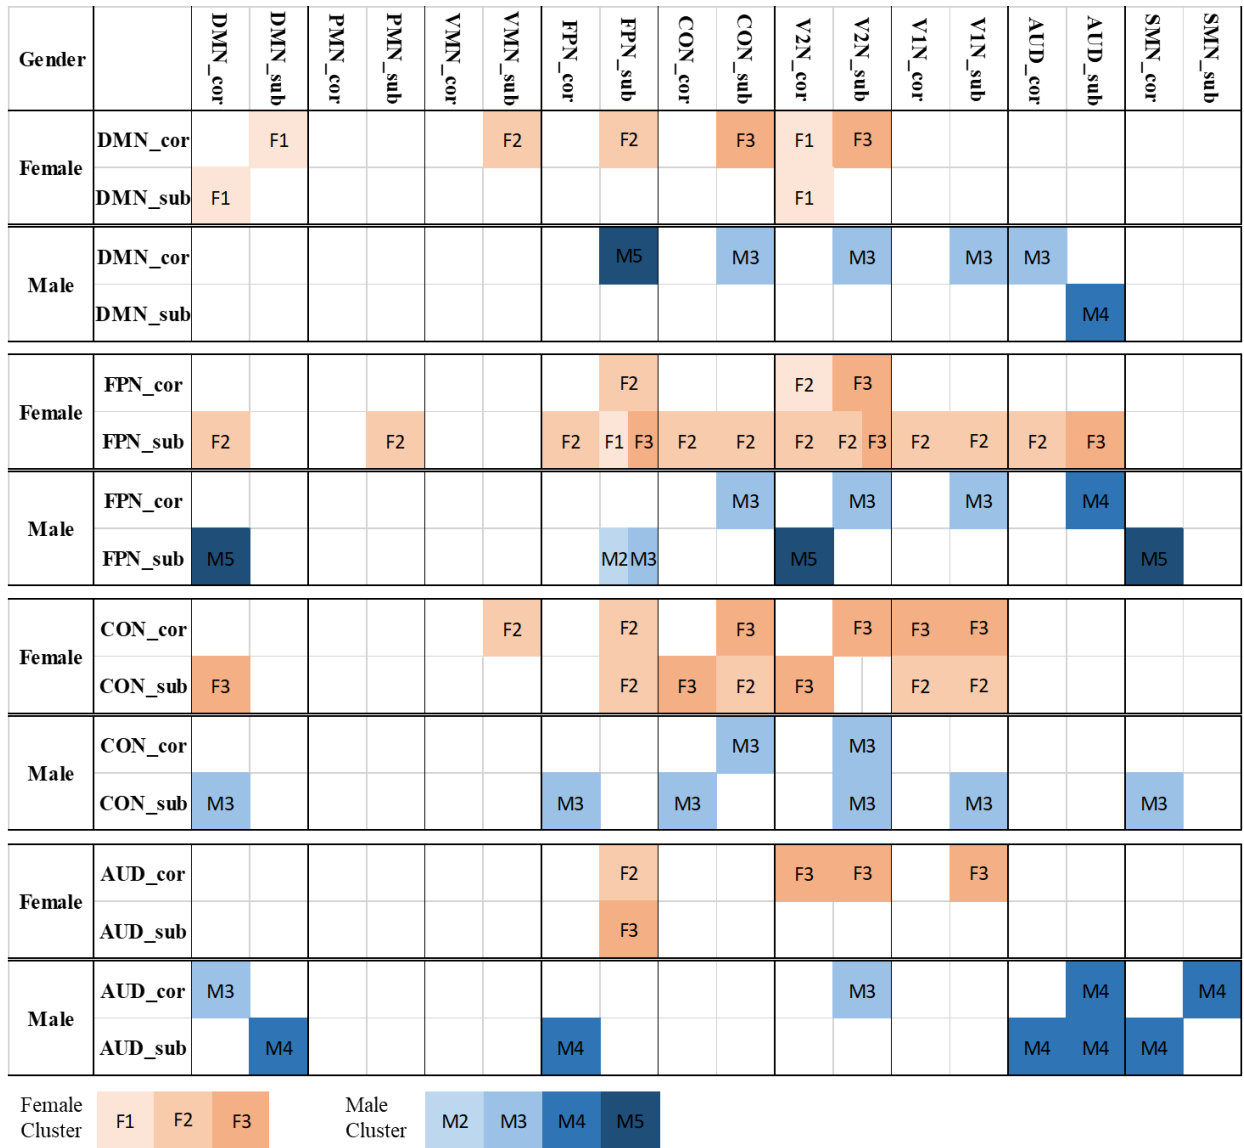 Gender DMN_cor DMN_sub PMN_cor PMN_sub VMN_cor VMN_sub FPN_cor FPN_sub CON_cor CON_sub V2N_cor V2N_sub V1N_cor V1N_sub AUD_cor AUD_sub SMN_cor SMN_sub
Female
DMN_cor F1 F2 F2 F3 F1 F3
DMN_sub F1 F1
Male
DMN_cor M5 M3 M3 M3 M3
DMN_sub M4
Female
FPN_cor F2 F2 F3
FPN_sub F2 F2 F2 F1 F3 F2 F2 F2 F2 F3 F2 F2 F2 F3
Male
FPN_cor M3 M3 M3 M4
FPN_sub M5 M2 M3 M5 M5
Female
CON_cor F2 F2 F3 F3 F3 F3
CON_sub F3 F2 F3 F2 F3 F2 F2
Male
CON_cor M3 M3
CON_sub M3 M3 M3 M3 M3 M3
Female
AUD_cor F2 F3 F3 F3
AUD_sub F3
Male
AUD_cor M3 M3 M4 M4
AUD_sub M4 M4 M4 M4 M4
Female
Cluster
F1 F2 F3
Male
Cluster
M2 M3 M4 M5